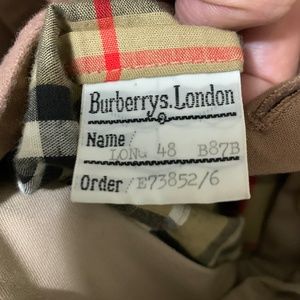 Burberrys. London
Name/
LONG 48 B87B
Order/E73852/6